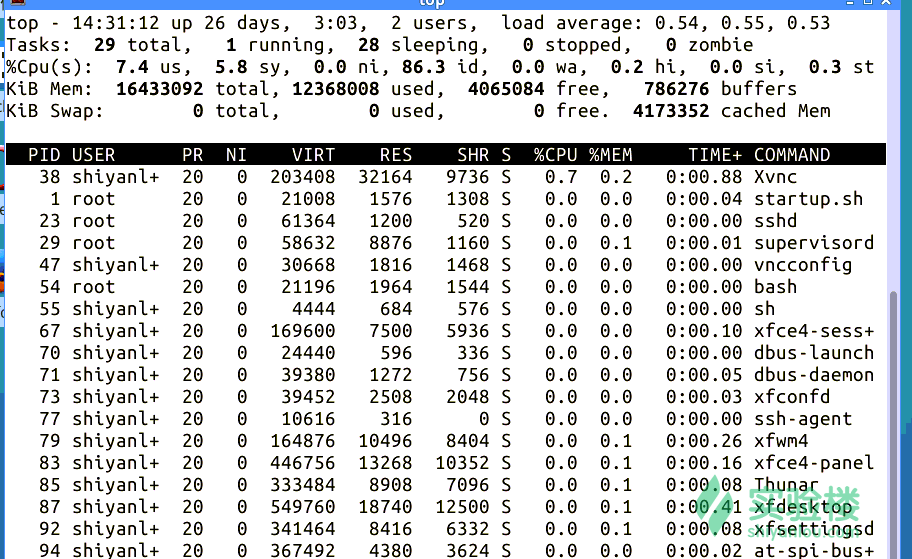 top
top - 14:31:12 up 26 days,  3:03,  2 users,  load average: 0.54, 0.55, 0.53
Tasks:  29 total,   1 running,  28 sleeping,   0 stopped,   0 zombie
%Cpu(s):  7.4 us,  5.8 sy,  0.0 ni, 86.3 id,  0.0 wa,  0.2 hi,  0.0 si,  0.3 st
KiB Mem:  16433092 total, 12368008 used,  4065084 free,   786276 buffers
KiB Swap:        0 total,        0 used,        0 free.  4173352 cached Mem
PID USER      PR  NI    VIRT    RES    SHR S  %CPU %MEM     TIME+ COMMAND
38 shiyanl+  20   0  203408  32164   9736 S   0.7  0.2   0:00.88 Xvnc
1 root      20   0   21008   1576   1308 S   0.0  0.0   0:00.04 startup.sh
23 root      20   0   61364   1200    520 S   0.0  0.0   0:00.00 sshd
29 root      20   0   58632   8876   1160 S   0.0  0.1   0:00.01 supervisord
47 shiyanl+  20   0   30668   1816   1468 S   0.0  0.0   0:00.00 vncconfig
54 root      20   0   21196   1964   1544 S   0.0  0.0   0:00.00 bash
55 shiyanl+  20   0    4444    684    576 S   0.0  0.0   0:00.00 sh
67 shiyanl+  20   0  169600   7500   5936 S   0.0  0.0   0:00.10 xfce4-sess+
70 shiyanl+  20   0   24440    596    336 S   0.0  0.0   0:00.00 dbus-launch
71 shiyanl+  20   0   39380   1272    756 S   0.0  0.0   0:00.05 dbus-daemon
73 shiyanl+  20   0   39452   2508   2048 S   0.0  0.0   0:00.03 xfconfd
77 shiyanl+  20   0   10616    316      0 S   0.0  0.0   0:00.00 ssh-agent
79 shiyanl+  20   0  164876  10496   8404 S   0.0  0.1   0:00.26 xfwm4
83 shiyanl+  20   0  446756  13268  10352 S   0.0  0.1   0:00.16 xfce4-panel
85 shiyanl+  20   0  333484   8908   7096 S   0.0  0.1   0:00.08 Thunar
87 shiyanl+  20   0  549760  18740  12500 S   0.0  0.1   0:00.41 xfdesktop
92 shiyanl+  20   0  341464   8416   6332 S   0.0  0.1   0:00.08 xfsettingsd
94 shiyanl+  20   0  367492   4380   3624 S   0.0  0.0   0:00.02 at-spi-bus+
实验楼
shiyanlou.com